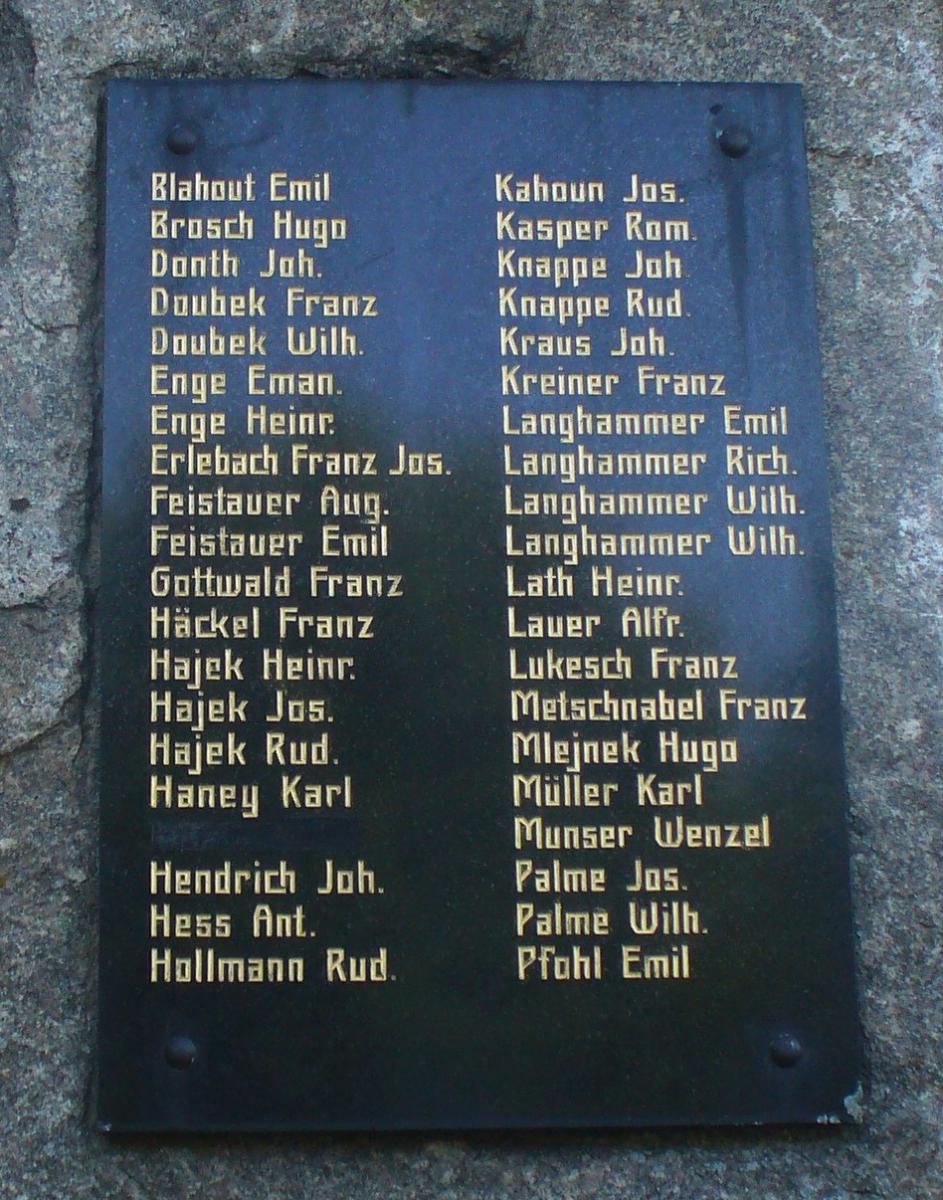 Blahout Emil
Brosch Hugo
Donth Joh.
Doubek Franz
Doubek Wilh.
Enge Eman.
Enge Heinr.
Erlebach Franz Jos.
Feistauer Aug.
Feistauer Emil
Gottwald Franz
Häckel Franz
Hajek Heinr.
Hajek Jos.
Hajek Rud.
Haney Karl
Hendrich Joh.
Hess Ant.
Hollmann Rud.
Kahoun Jos.
Kasper Rom.
Knappe Joh.
Knappe Rud.
Kraus Joh.
Kreiner Franz
Langhammer Emil
Langhammer Rich.
Langhammer Wilh.
Langhammer Wilh.
Lath Heinr.
Lauer Alfr.
Lukesch Franz
Metschnabel Franz
Mlejnek Hugo
Müller Karl
Munser Wenzel
Palme Jos.
Palme Wilh.
Pfohl Emil